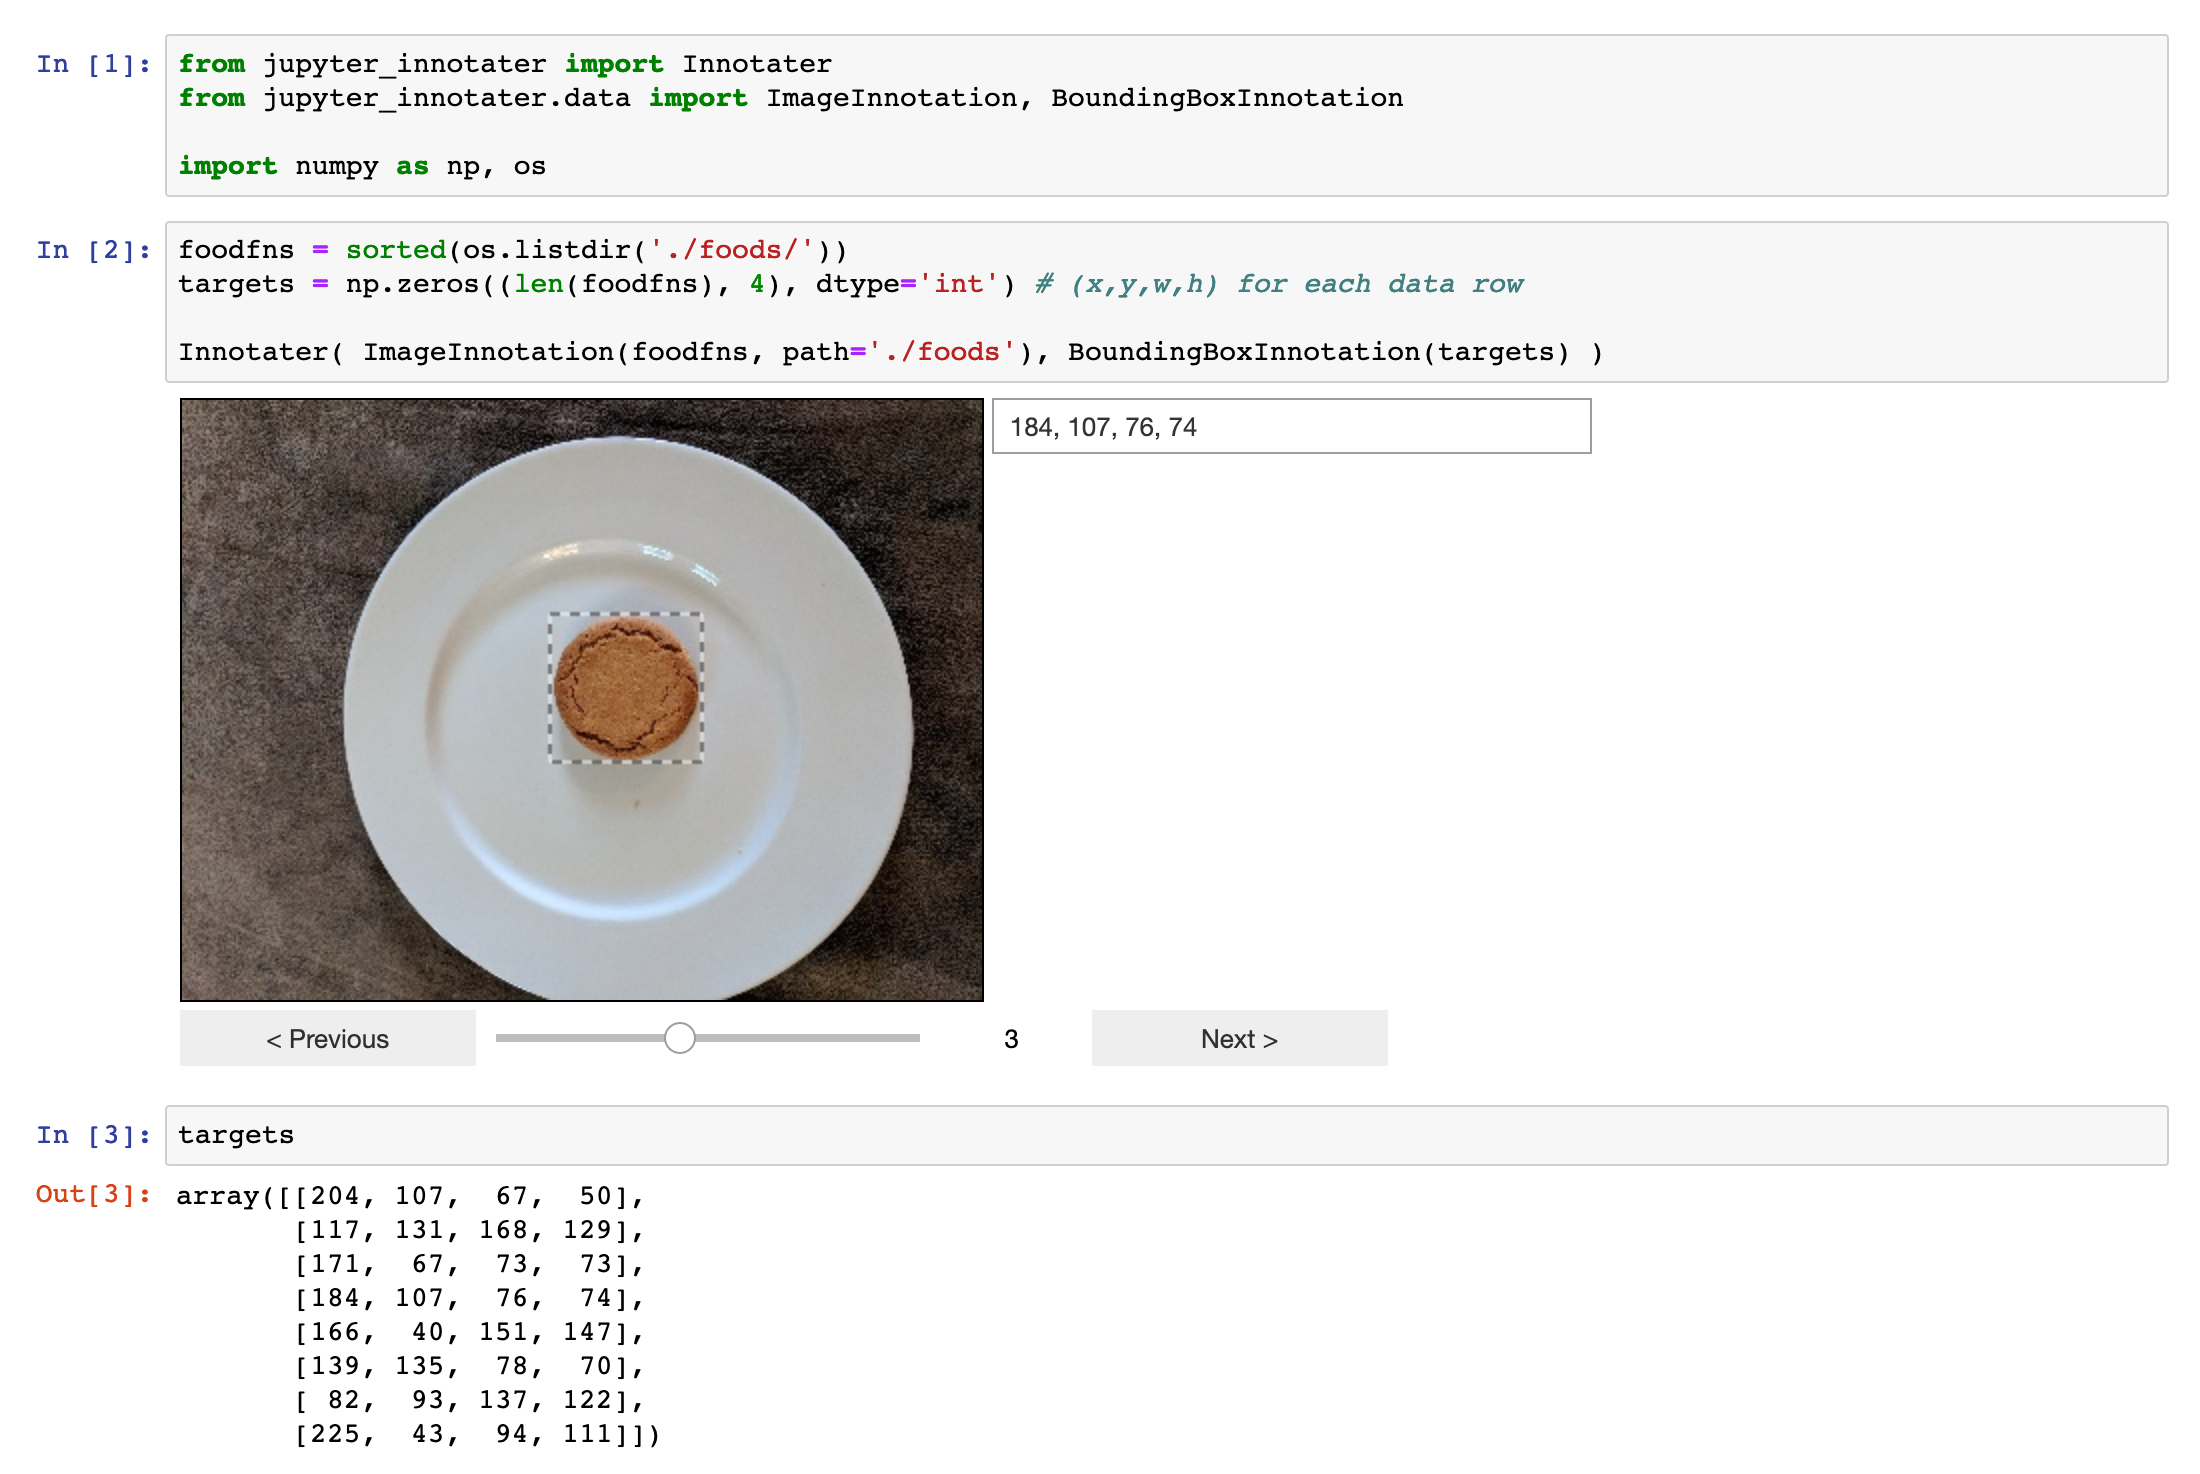 In [1]:
from jupyter_innotater import Innotater
from jupyter_innotater.data import ImageInnotation, BoundingBoxInnotation
import numpy as np, os
In [2]:
foodfns = sorted(os.listdir('./foods/'))
targets = np.zeros((len(foodfns), 4), dtype='int') # (x,y,w,h) for each data row
Innotater( ImageInnotation(foodfns, path='./foods'), BoundingBoxInnotation(targets) )
184, 107, 76, 74
< Previous
3
Next >
In [3]:
targets
Out[3]:
array([[204, 107,  67,  50],
       [117, 131, 168, 129],
       [171,  67,  73,  73],
       [184, 107,  76,  74],
       [166,  40, 151, 147],
       [139, 135,  78,  70],
       [ 82,  93, 137, 122],
       [225,  43,  94, 111]])